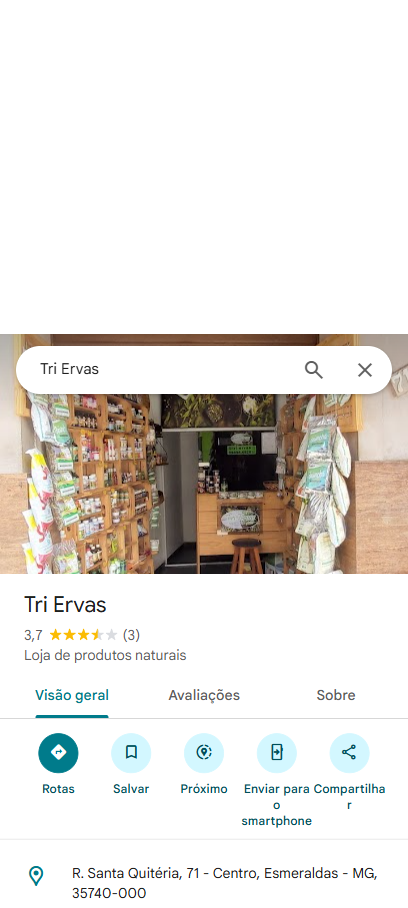 Tri Ervas
Tri Ervas
3,7 (3)
Loja de produtos naturais
Visão geral Avaliações Sobre
Rotas Salvar Próximo Enviar para o smartphone Compartilhar
R. Santa Quitéria, 71 - Centro, Esmeraldas - MG,
35740-000